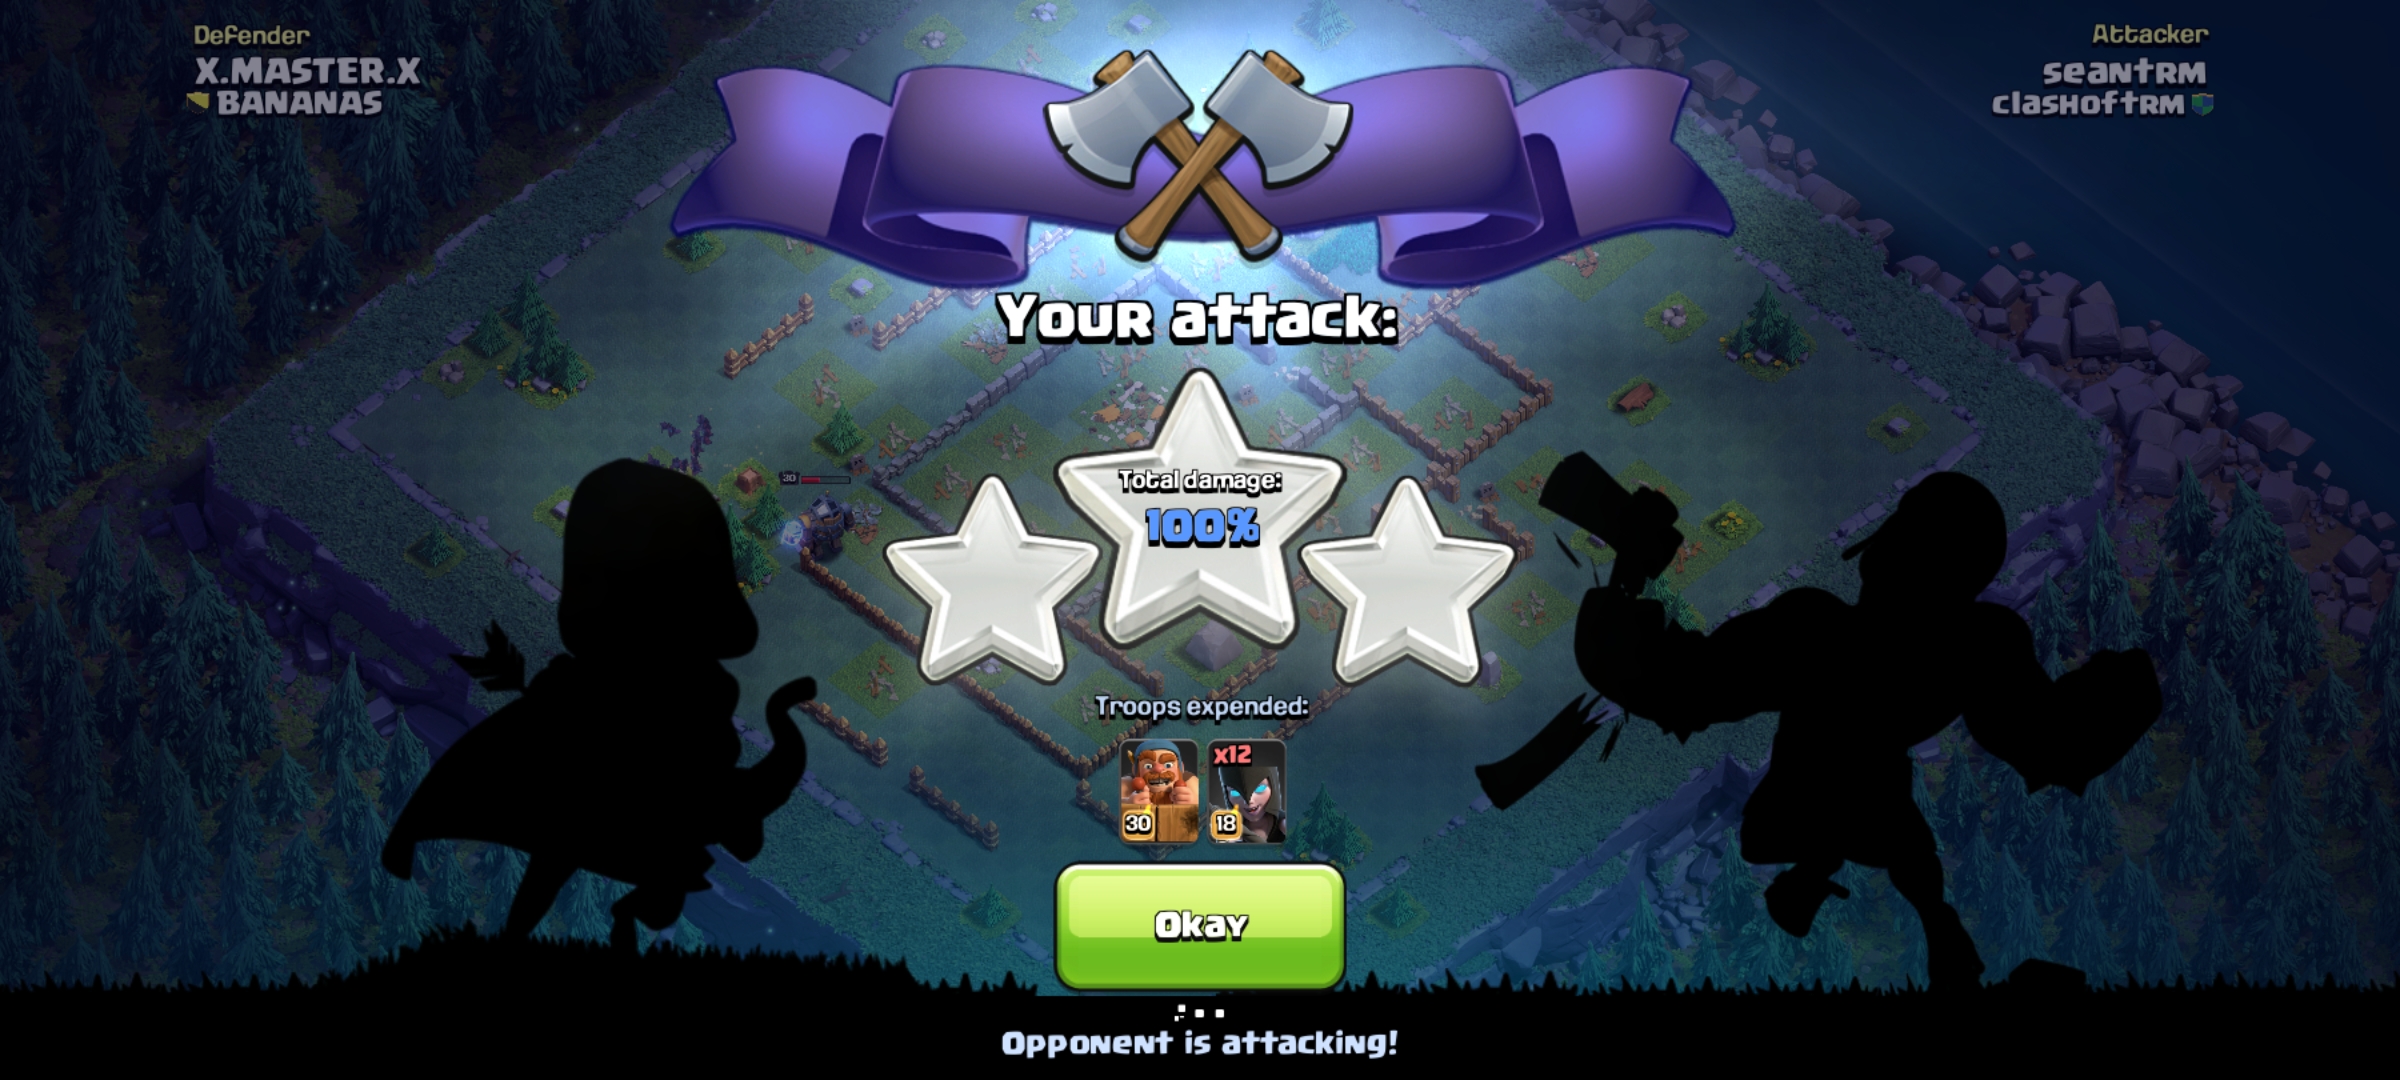 Defender
X.MASTER.X
BANANAS
Attacker
seantrm
clashoftrm
Your attack:
Total damage:
100%
30
Troops expended:
x12
30
18
Okay
Opponent is attacking!